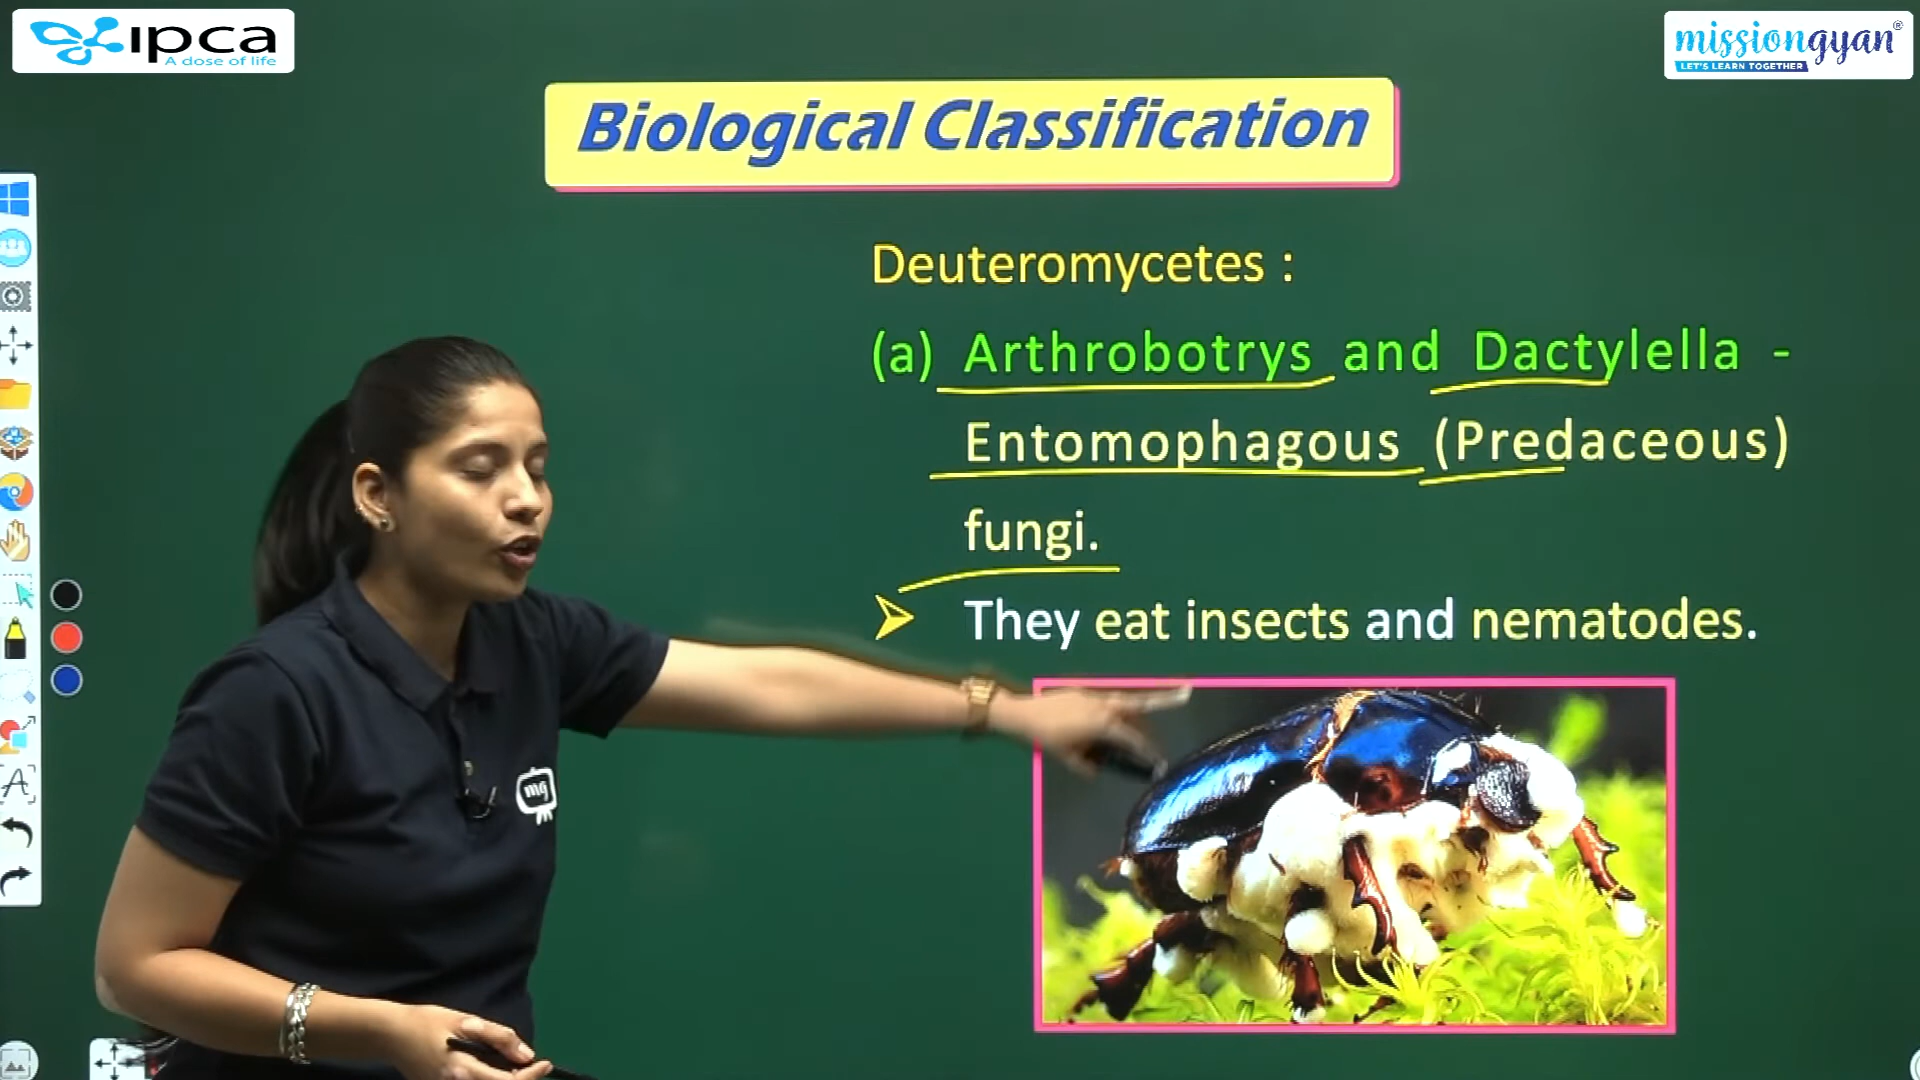 ipca
A dose of life
missiongyan®
LET'S LEARN TOGETHER
Biological Classification
Deuteromycetes :
(a) Arthrobotrys and Dactylella -
Entomophagous (Predaceous)
fungi.
➤ They eat insects and nematodes.
mg
A